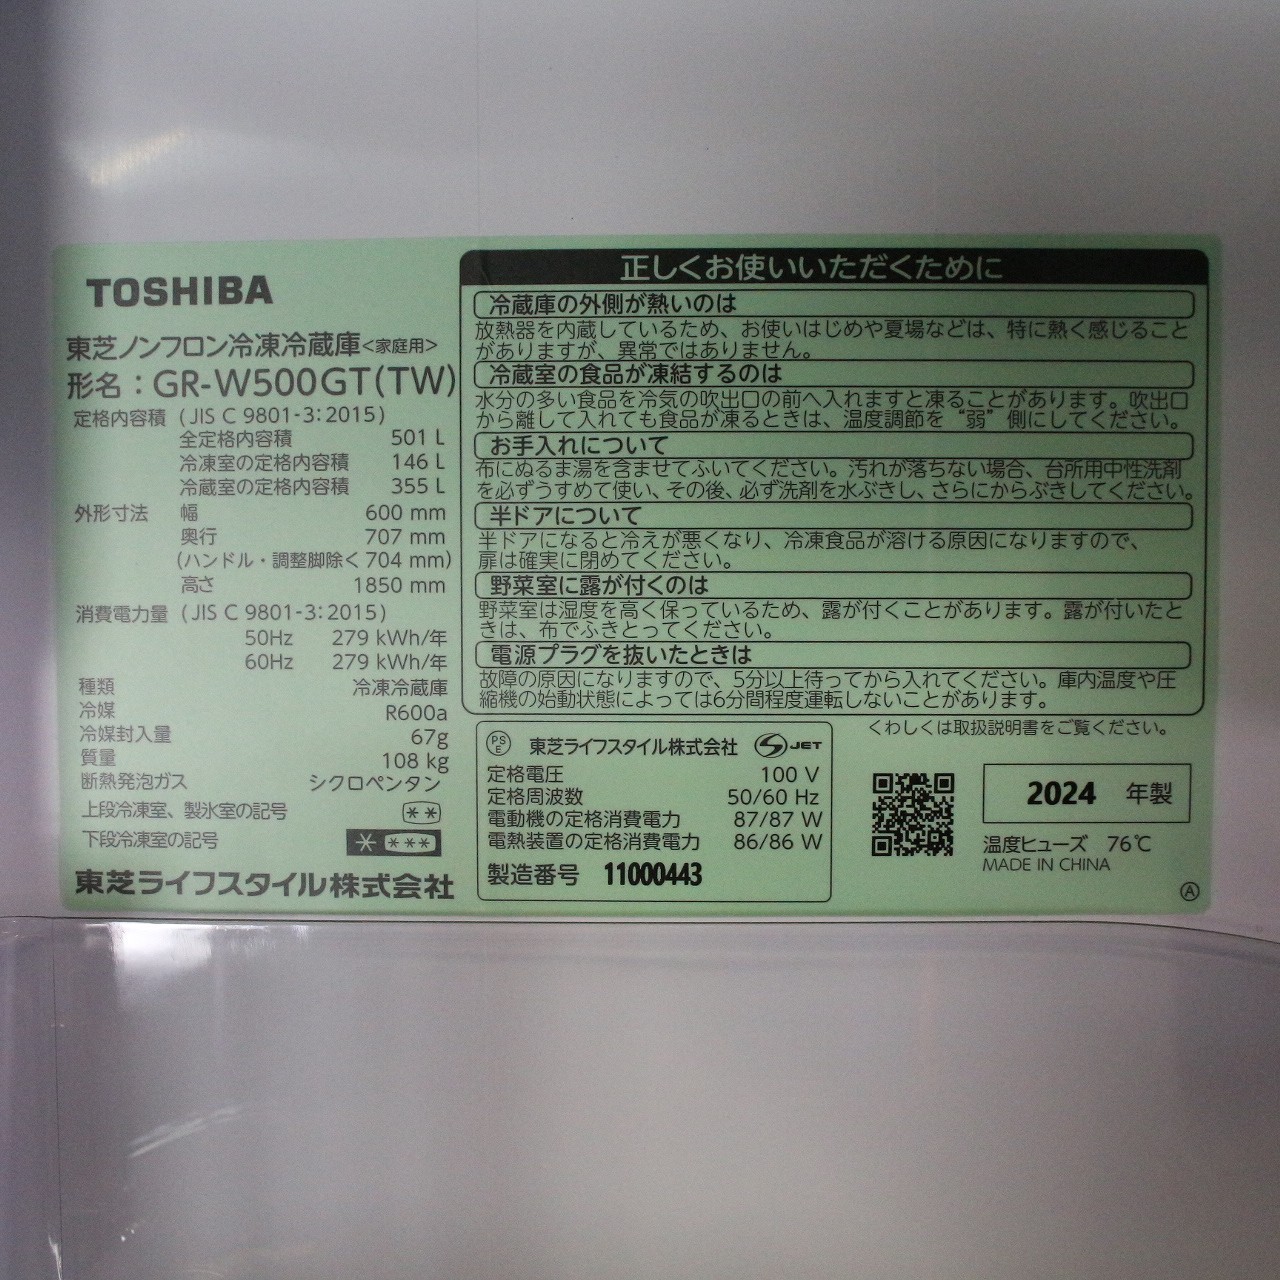 TOSHIBA
東芝ノンフロン冷凍冷蔵庫<家庭用>
形名：GR-W500GT(TW)
定格内容積 (JIS C 9801-3:2015)
全定格内容積 501 L
冷凍室の定格内容積 146 L
冷蔵室の定格内容積 355 L
外形寸法 幅 600 mm
奥行 707 mm
(ハンドル・調整脚除く704 mm)
高さ 1850 mm
消費電力量 (JIS C 9801-3:2015)
50Hz 279 kWh/年
60Hz 279 kWh/年
種類 冷凍冷蔵庫
冷媒 R600a
冷媒封入量 67g
質量 108 kg
断熱発泡ガス シクロペンタン
上段冷凍室、製氷室の記号 **
下段冷凍室の記号 * ***
東芝ライフスタイル株式会社
正しくお使いいただくために
冷蔵庫の外側が熱いのは
放熱器を内蔵しているため、お使いはじめや夏場などは、特に熱く感じること
がありますが、異常ではありません。
冷蔵室の食品が凍結するのは
水分の多い食品を冷気の吹出口の前へ入れますと凍ることがあります。吹出口
から離して入れても食品が凍るときは、温度調節を“弱”側にしてください。
お手入れについて
布にぬるま湯を含ませてふいてください。汚れが落ちない場合、台所用中性洗剤
を必ずうすめて使い、その後、必ず洗剤を水ぶきし、さらにからぶきしてください。
半ドアについて
半ドアになると冷えが悪くなり、冷凍食品が溶ける原因になりますので、
扉は確実に閉めてください。
野菜室に露が付くのは
野菜室は湿度を高く保っているため、露が付くことがあります。露が付いたと
きは、布でふきとってください。
電源プラグを抜いたときは
故障の原因になりますので、5分以上待ってから入れてください。庫内温度や圧
縮機の始動状態によっては6分間程度運転しないことがあります。
くわしくは取扱説明書をご覧ください。
PSE 東芝ライフスタイル株式会社 JET
定格電圧 100 V
定格周波数 50/60 Hz
電動機の定格消費電力 87/87 W
電熱装置の定格消費電力 86/86 W
製造番号 11000443
2024 年製
温度ヒューズ 76℃
MADE IN CHINA
Ⓐ